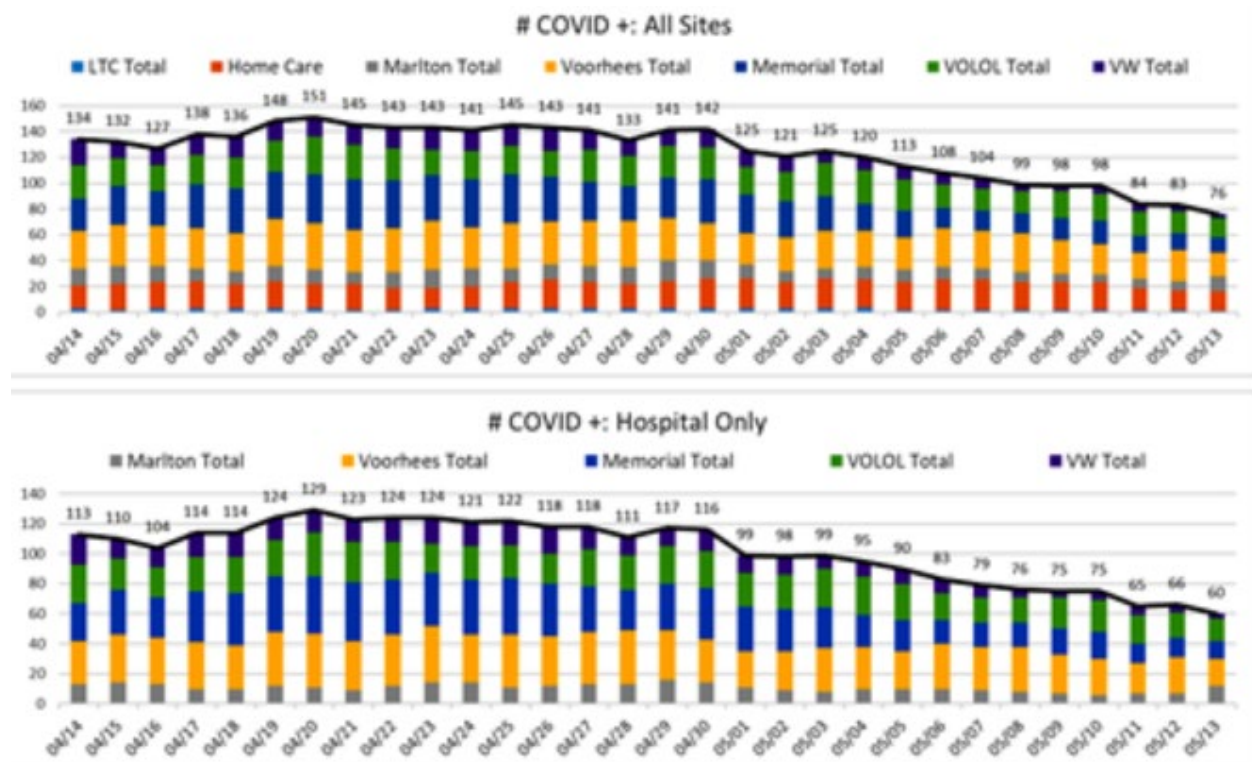 # COVID +: All Sites
LTC Total Home Care Marlton Total Voorhees Total Memorial Total VOLOL Total VW Total
160
140
120
100
80
60
40
20
0
134 132 127 138 136 148 151 145 143 143 141 145 143 141 133 141 142 125 121 125 120 113 108 104 99 98 98 84 83 76
04/14 04/15 04/16 04/17 04/18 04/19 04/20 04/21 04/22 04/23 04/24 04/25 04/26 04/27 04/28 04/29 04/30 05/01 05/02 05/03 05/04 05/05 05/06 05/07 05/08 05/09 05/10 05/11 05/12 05/13
# COVID +: Hospital Only
Marlton Total Voorhees Total Memorial Total VOLOL Total VW Total
140
120
100
80
60
40
20
0
113 110 104 114 114 124 129 123 124 124 121 122 118 118 111 117 116 99 98 99 95 90 83 79 76 75 75 65 66 60
04/14 04/15 04/16 04/17 04/18 04/19 04/20 04/21 04/22 04/23 04/24 04/25 04/26 04/27 04/28 04/29 04/30 05/01 05/02 05/03 05/04 05/05 05/06 05/07 05/08 05/09 05/10 05/11 05/12 05/13